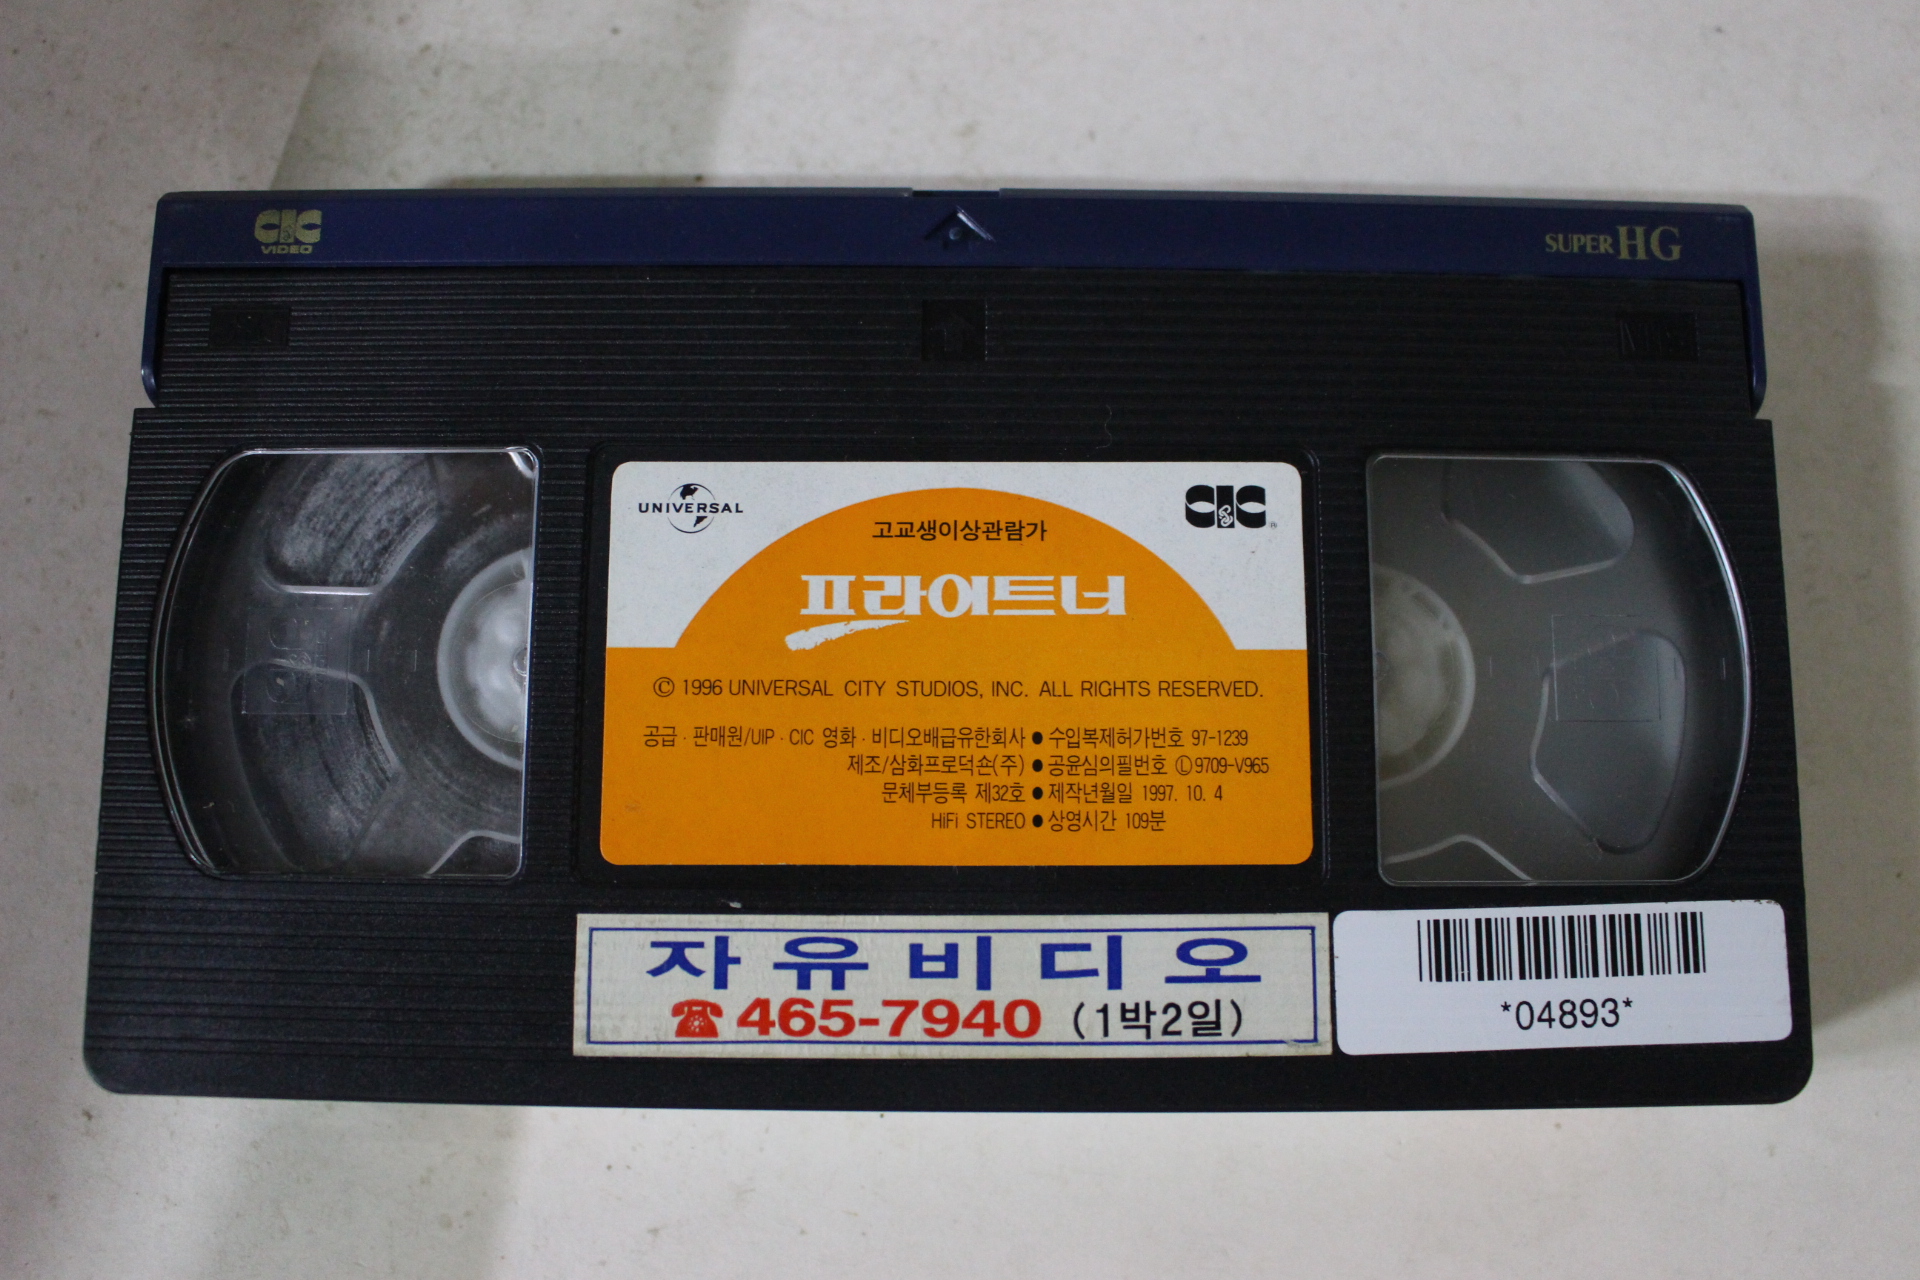 CIC
VIDEO
SUPER HG
UNIVERSAL
CIC ®
고교생이상관람가
프라이트너
© 1996 UNIVERSAL CITY STUDIOS, INC. ALL RIGHTS RESERVED.
공급 · 판매원/UIP · CIC 영화 · 비디오배급유한회사 ● 수입복제허가번호 97-1239
제조/삼화프로덕숀(주) ● 공윤심의필번호 Ⓛ9709-V965
문체부등록 제32호 ● 제작년월일 1997. 10. 4
HiFi STEREO ● 상영시간 109분
자유비디오
☎465-7940 (1박2일)
*04893*